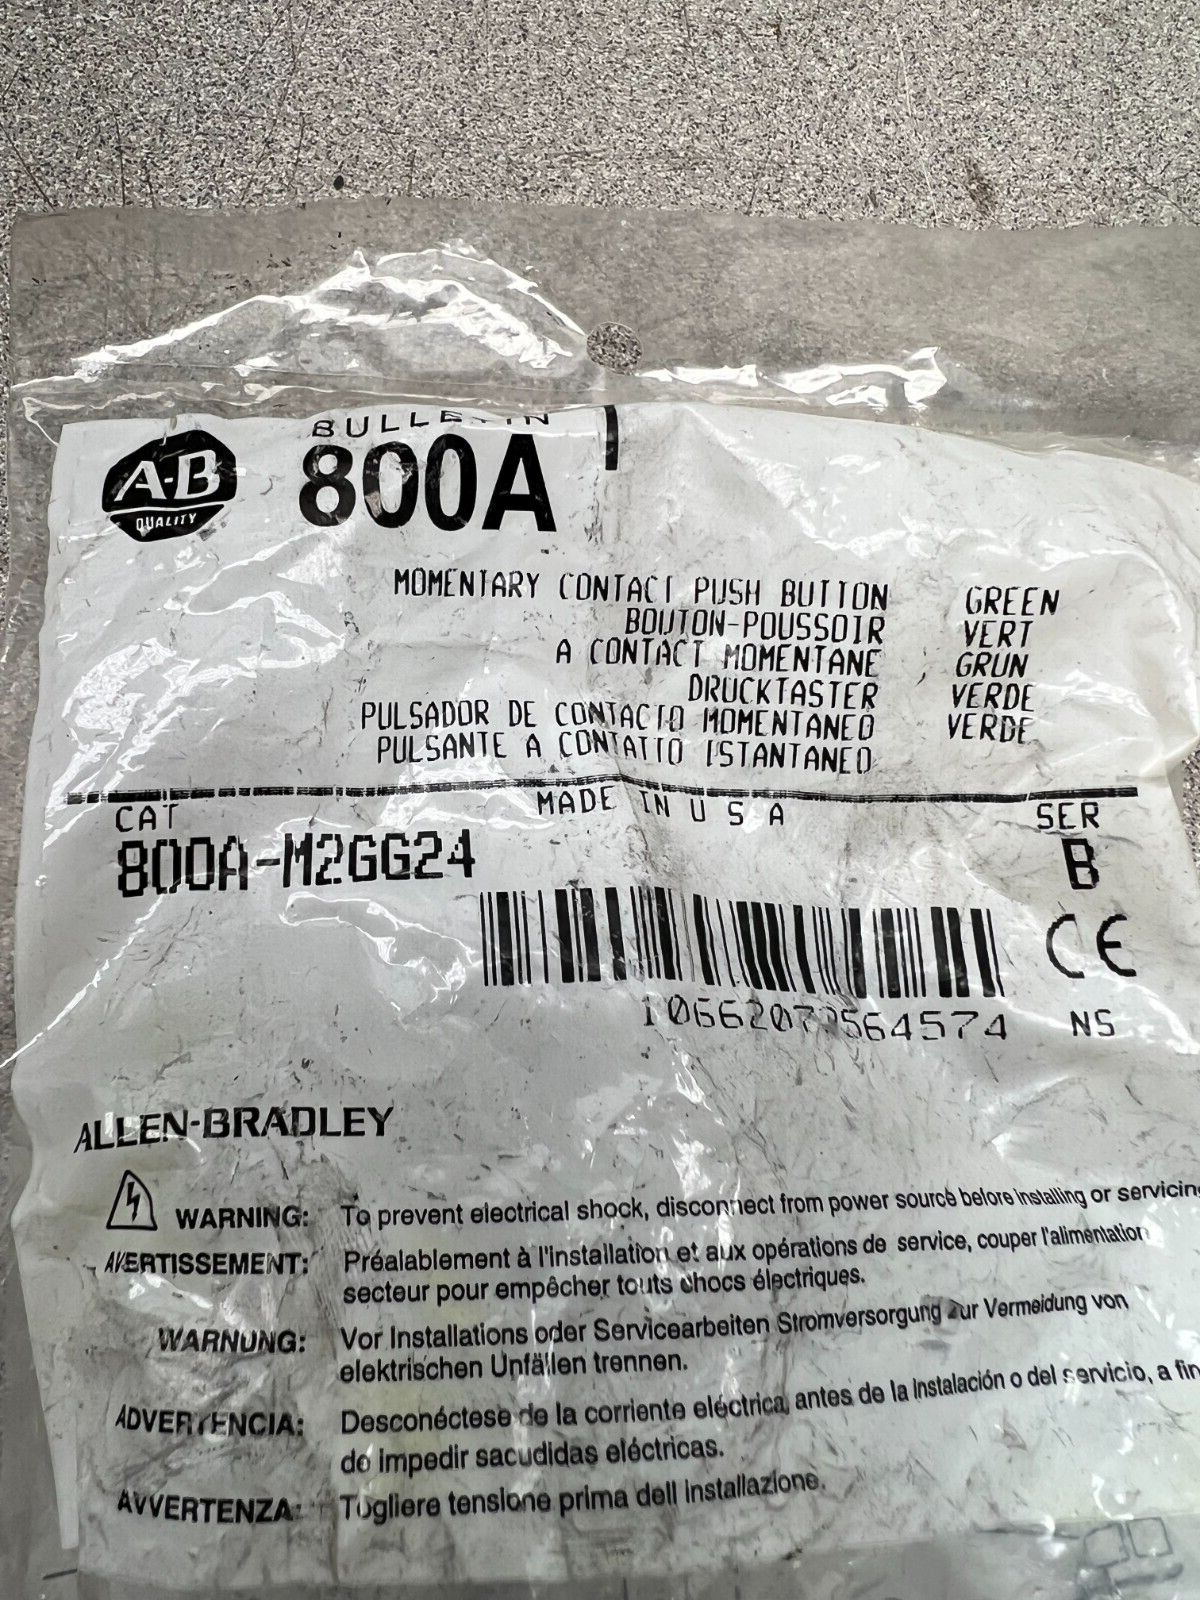 BULLETIN
A-B
QUALITY
800A
MOMENTARY CONTACT PUSH BUTTON GREEN
BOUTON-POUSSOIR VERT
A CONTACT MOMENTANE GRUN
DRUCKTASTER VERDE
PULSADOR DE CONTACTO MOMENTANEO VERDE
PULSANTE A CONTATTO ISTANTANEO
MADE IN U S A
CAT SER
800A-M2GG24 B
CE
NS
ALLEN-BRADLEY
WARNING: To prevent electrical shock, disconnect from power source before installing or servicing
AVERTISSEMENT: Préalablement à l'installation et aux opérations de service, couper l'alimentation
secteur pour empêcher touts chocs électriques.
WARNUNG: Vor Installations oder Servicearbeiten Stromversorgung zur Vermeidung von
elektrischen Unfällen trennen.
ADVERTENCIA: Desconéctese de la corriente eléctrica, antes de la instalación o del servicio, a fin
de impedir sacudidas eléctricas.
AVVERTENZA: Togliere tensione prima dell installazione.